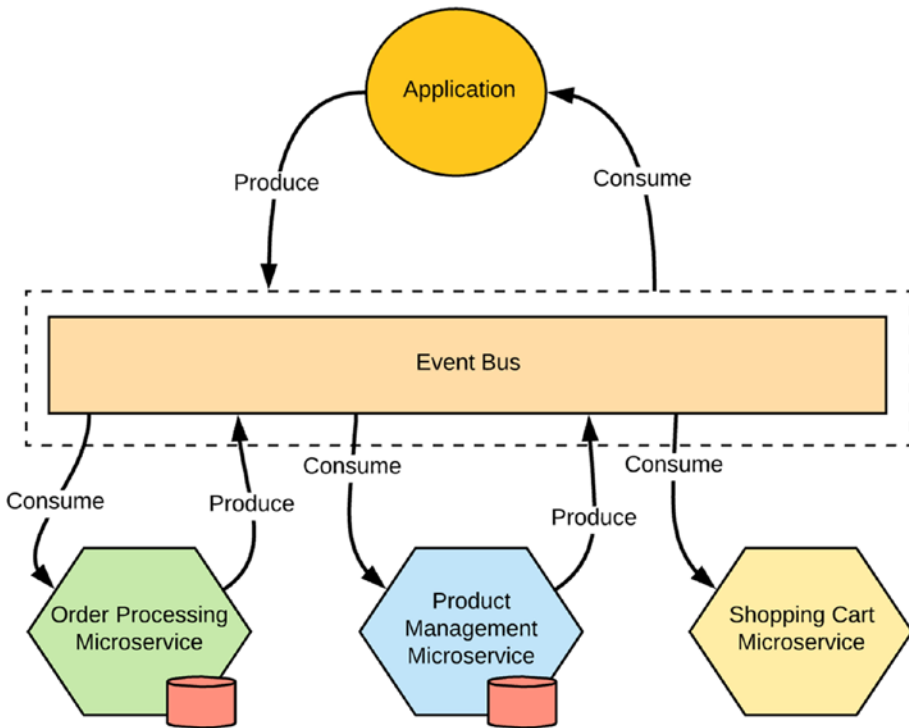 Application
Produce
Consume
Event Bus
Consume
Produce
Consume
Produce
Consume
Order Processing
Microservice
Product
Management
Microservice
Shopping Cart
Microservice